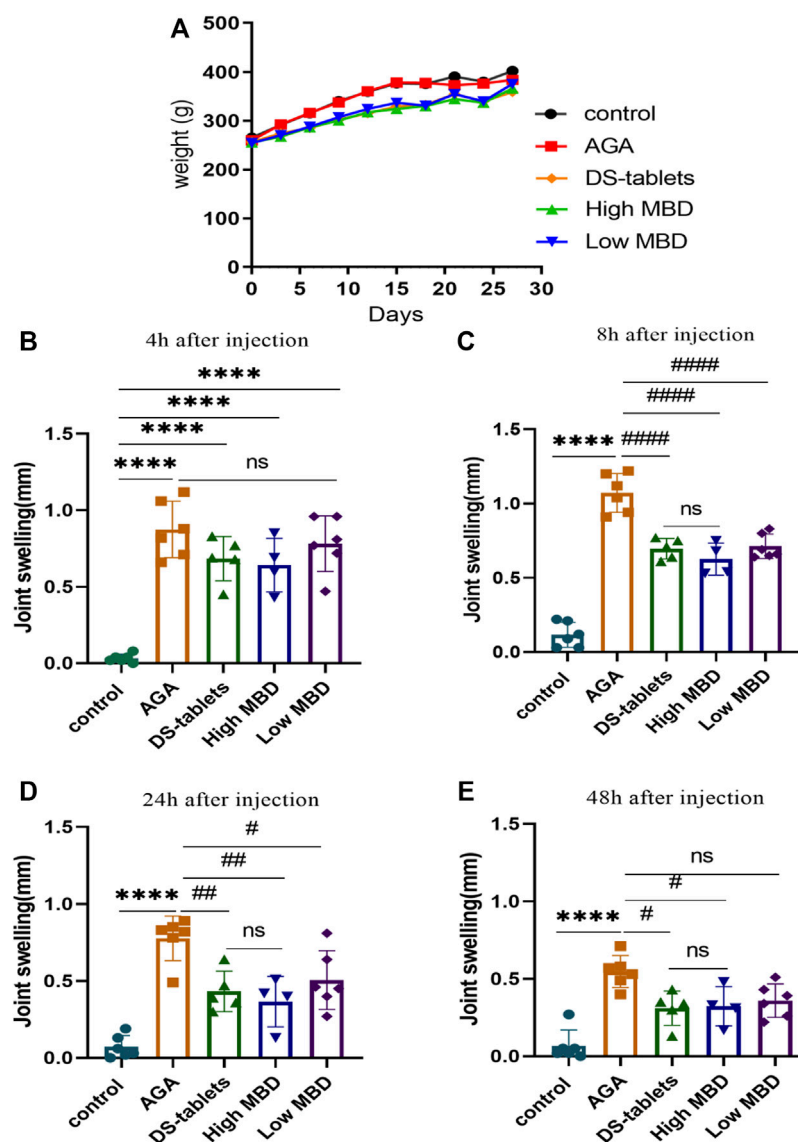 A
weight (g)
500
400
300
200
100
0
0 5 10 15 20 25 30
Days
control
AGA
DS-tablets
High MBD
Low MBD
B
4h after injection
****
****
****
**** ns
Joint swelling(mm)
1.5
1.0
0.5
0.0
control AGA DS-tablets High MBD Low MBD
C
8h after injection
####
####
**** ####
ns
Joint swelling(mm)
1.5
1.0
0.5
0.0
control AGA DS-tablets High MBD Low MBD
D
24h after injection
#
##
**** ##
ns
Joint swelling(mm)
1.5
1.0
0.5
0.0
control AGA DS-tablets High MBD Low MBD
E
48h after injection
ns
#
**** #
ns
Joint swelling(mm)
1.5
1.0
0.5
0.0
control AGA DS-tablets High MBD Low MBD